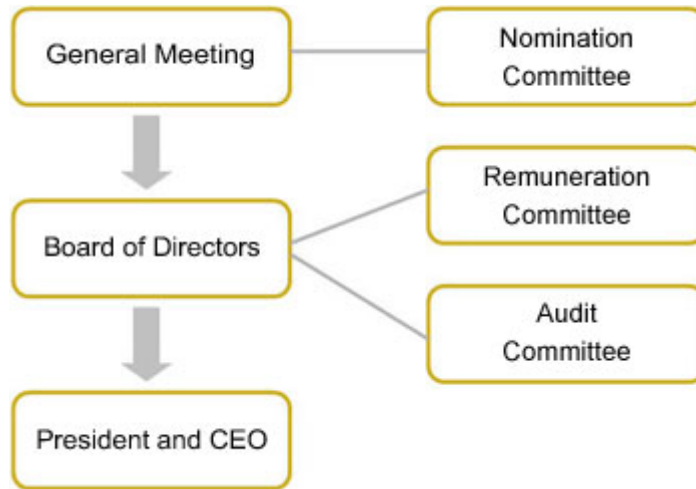 General Meeting
Nomination
Committee
Board of Directors
Remuneration
Committee
Audit
Committee
President and CEO